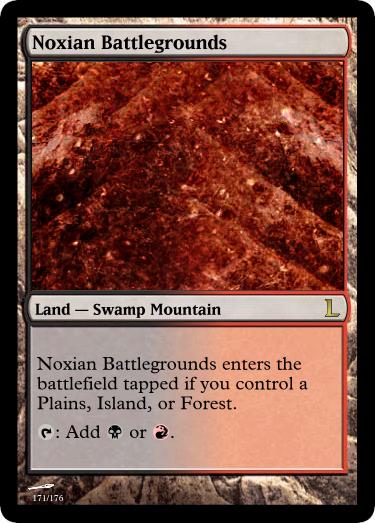 Noxian Battlegrounds
Land — Swamp Mountain
L
Noxian Battlegrounds enters the
battlefield tapped if you control a
Plains, Island, or Forest.
: Add or .
171/176